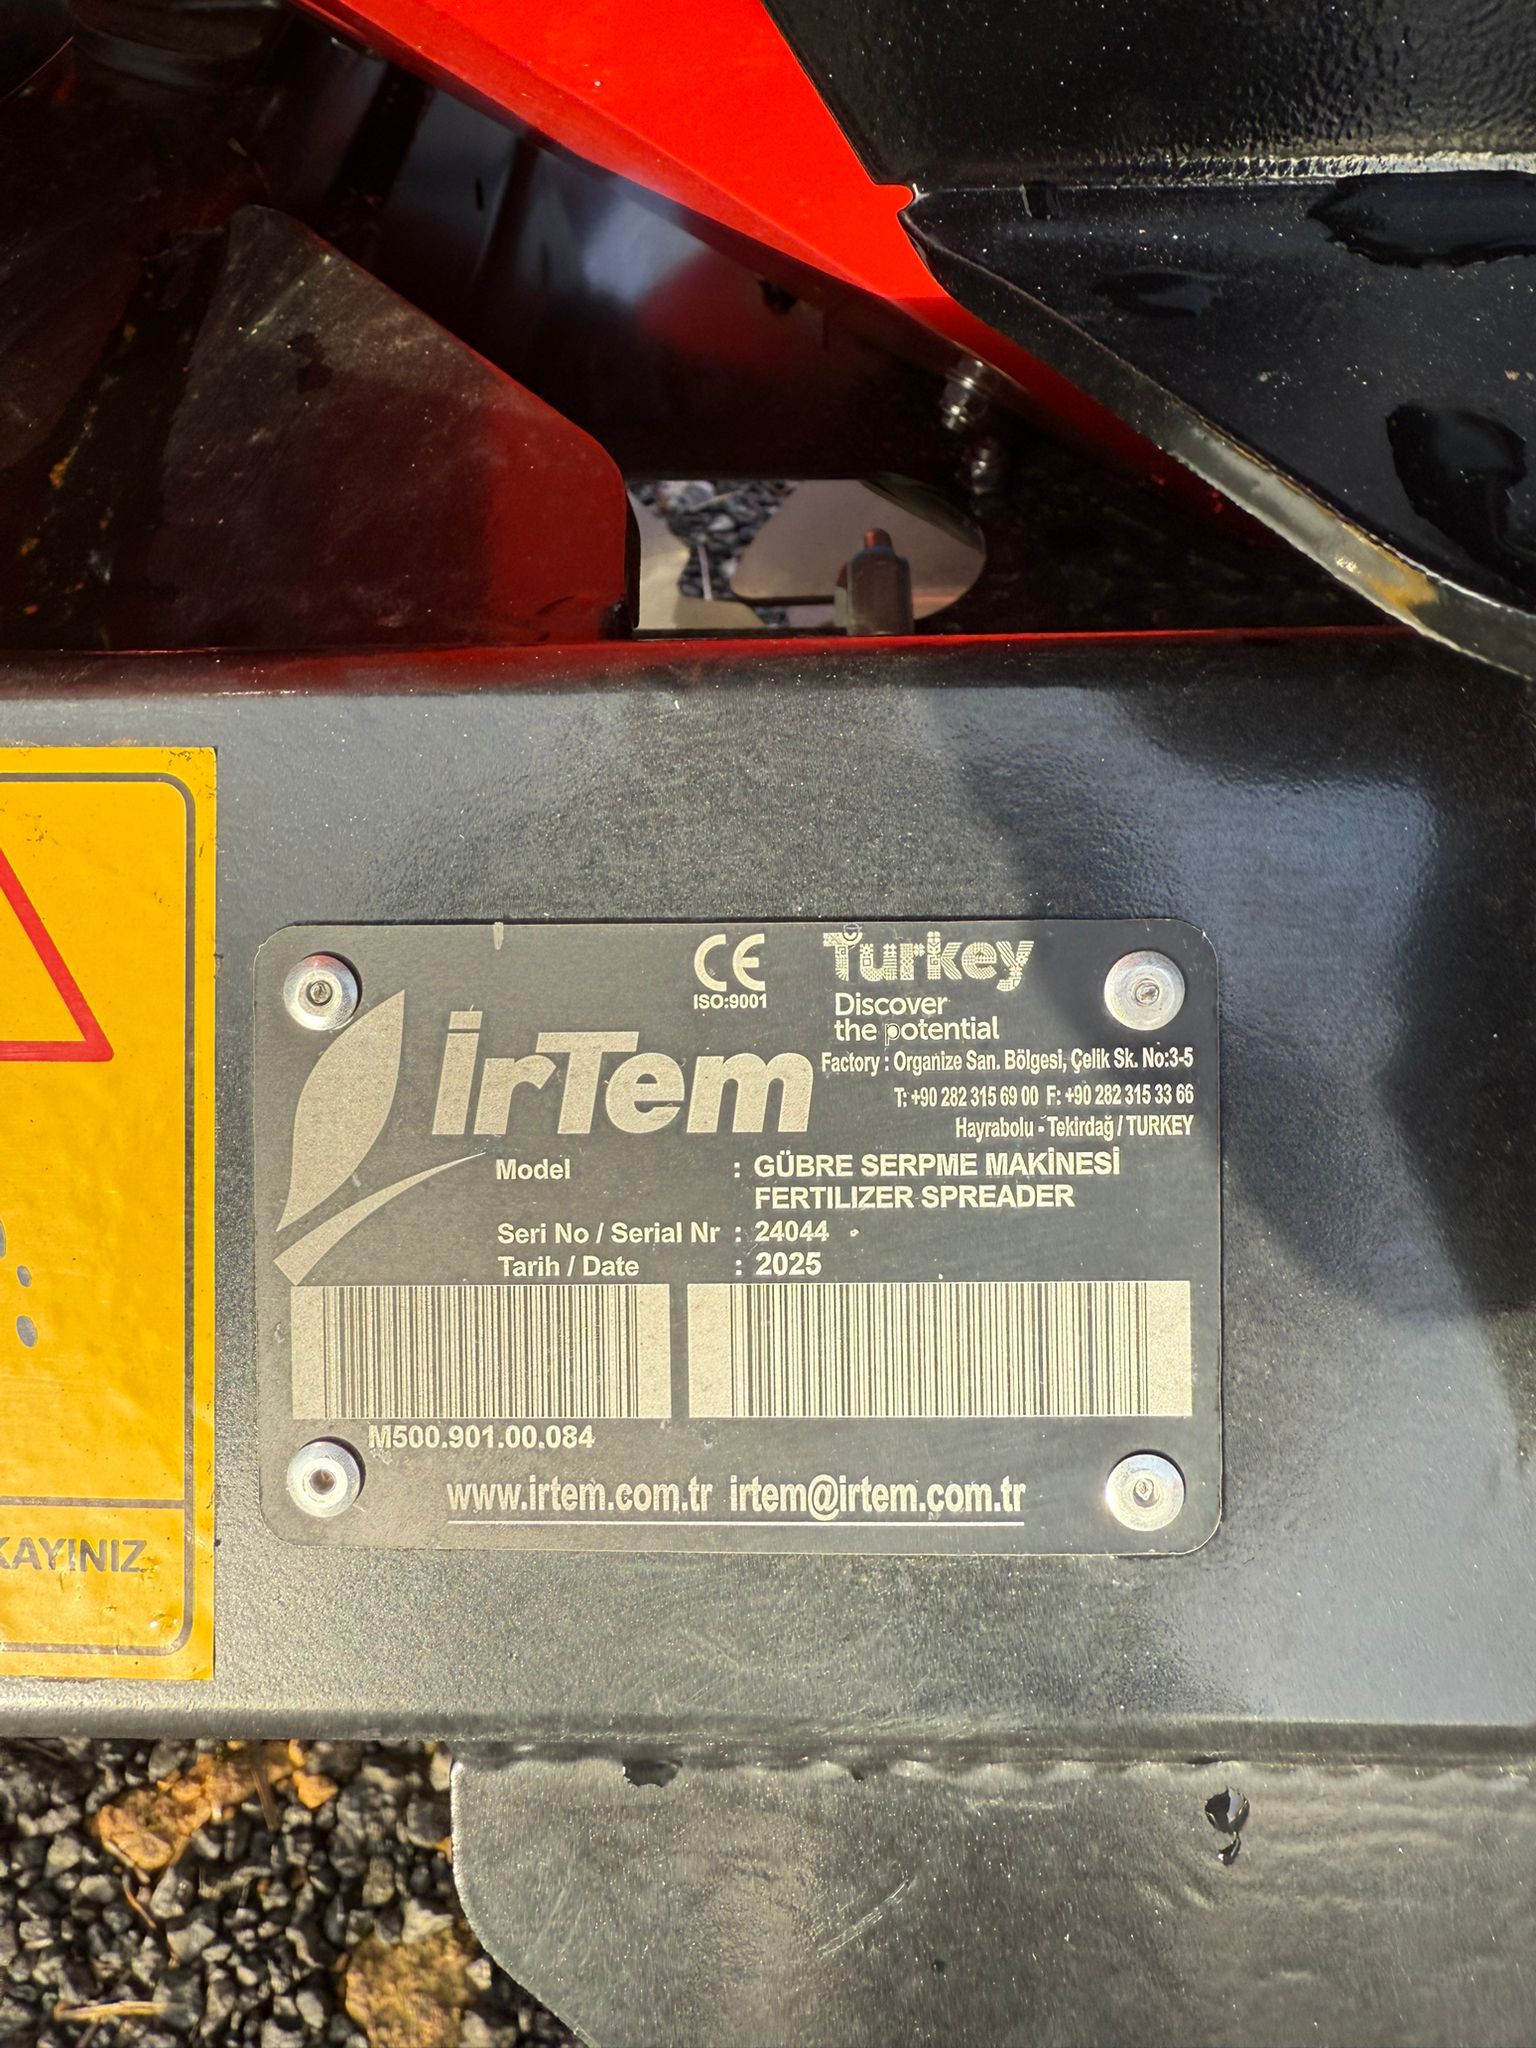 CE
ISO:9001
Turkey
Discover
the potential
İrTem
Factory : Organize San. Bölgesi, Çelik Sk. No:3-5
T: +90 282 315 69 00 F: +90 282 315 33 66
Hayrabolu - Tekirdağ / TURKEY
Model : GÜBRE SERPME MAKİNESİ
FERTILIZER SPREADER
Seri No / Serial Nr : 24044
Tarih / Date : 2025
M500.901.00.084
www.irtem.com.tr irtem@irtem.com.tr
KAYINIZ